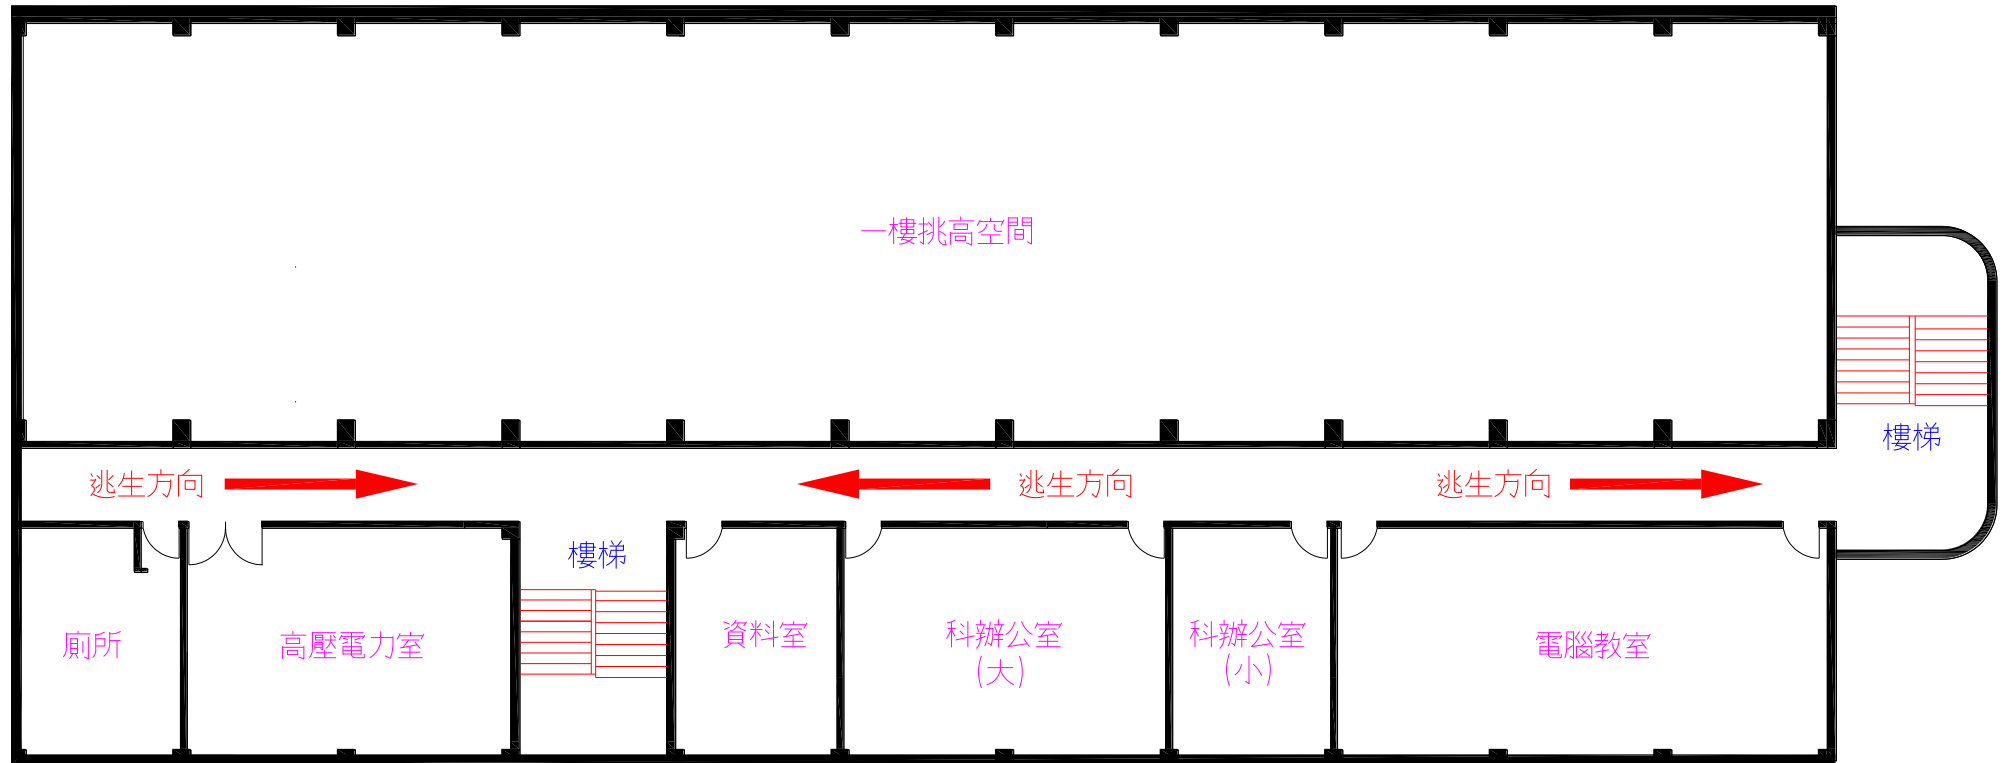 一樓挑高空間
樓梯
逃生方向
逃生方向
逃生方向
樓梯
廁所
高壓電力室
資料室
科辦公室
(大)
科辦公室
(小)
電腦教室